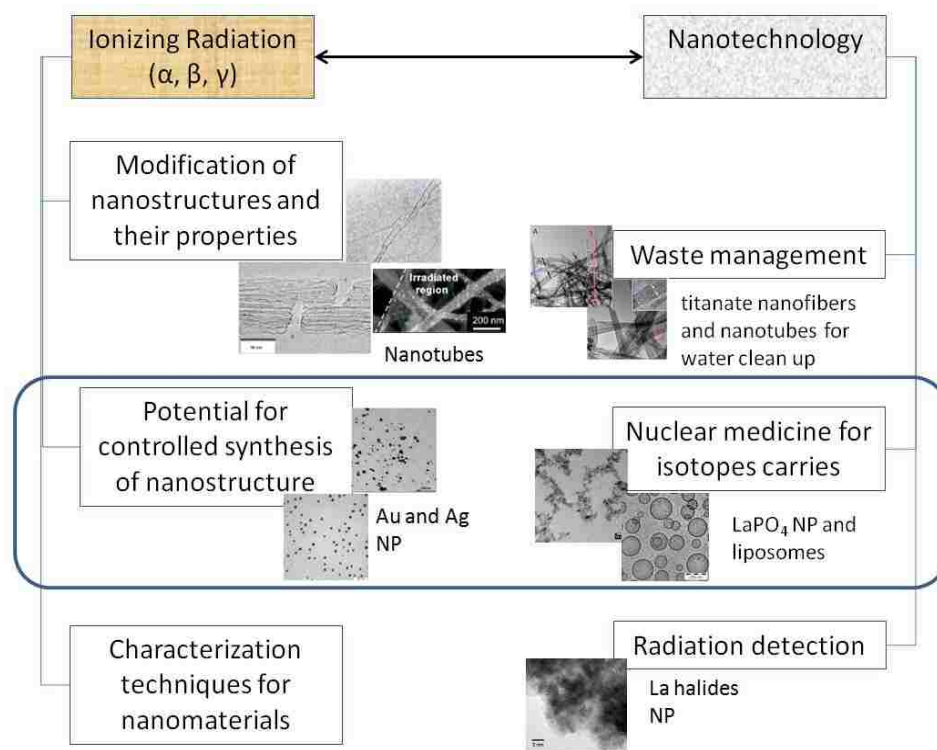 Ionizing Radiation
(α, β, γ)
Nanotechnology
Modification of
nanostructures and
their properties
Irradiated
region
200 nm
Nanotubes
A
Waste management
titanate nanofibers
and nanotubes for
water clean up
Potential for
controlled synthesis
of nanostructure
Au and Ag
NP
Nuclear medicine for
isotopes carries
LaPO₄ NP and
liposomes
Characterization
techniques for
nanomaterials
Radiation detection
La halides
NP
5 nm